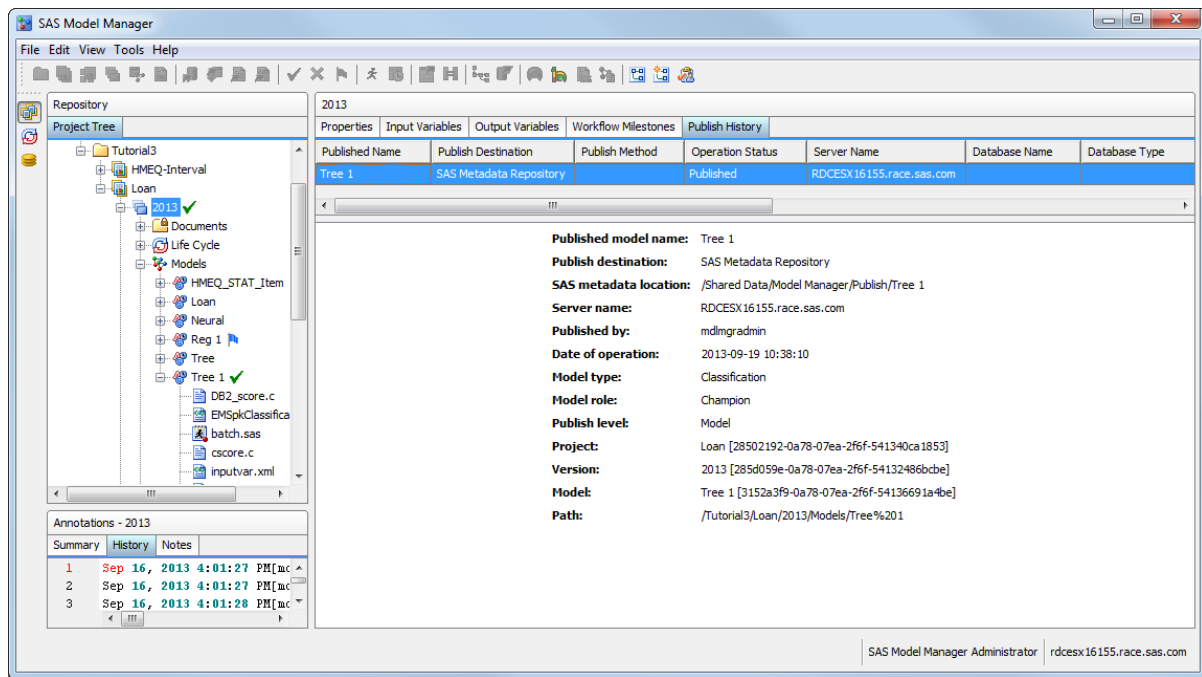 SAS Model Manager
File Edit View Tools Help
Repository
Project Tree
Tutorial3
HMEQ-Interval
Loan
2013
Documents
Life Cycle
Models
HMEQ_STAT_Item
Loan
Neural
Reg 1
Tree
Tree 1
DB2_score.c
EMSpkClassifica
batch.sas
cscore.c
inputvar.xml
Annotations - 2013
Summary History Notes
1 Sep 16, 2013 4:01:27 PM[mc
2 Sep 16, 2013 4:01:27 PM[mc
3 Sep 16, 2013 4:01:28 PM[mc
2013
Properties Input Variables Output Variables Workflow Milestones Publish History
Published Name Publish Destination Publish Method Operation Status Server Name Database Name Database Type
Tree 1 SAS Metadata Repository Published RDCESX16155.race.sas.com
Published model name: Tree 1
Publish destination: SAS Metadata Repository
SAS metadata location: /Shared Data/Model Manager/Publish/Tree 1
Server name: RDCESX16155.race.sas.com
Published by: mdlmgradmin
Date of operation: 2013-09-19 10:38:10
Model type: Classification
Model role: Champion
Publish level: Model
Project: Loan [28502192-0a78-07ea-2f6f-541340ca1853]
Version: 2013 [285d059e-0a78-07ea-2f6f-54132486bcbe]
Model: Tree 1 [3152a3f9-0a78-07ea-2f6f-54136691a4be]
Path: /Tutorial3/Loan/2013/Models/Tree%201
SAS Model Manager Administrator rdcesx16155.race.sas.com